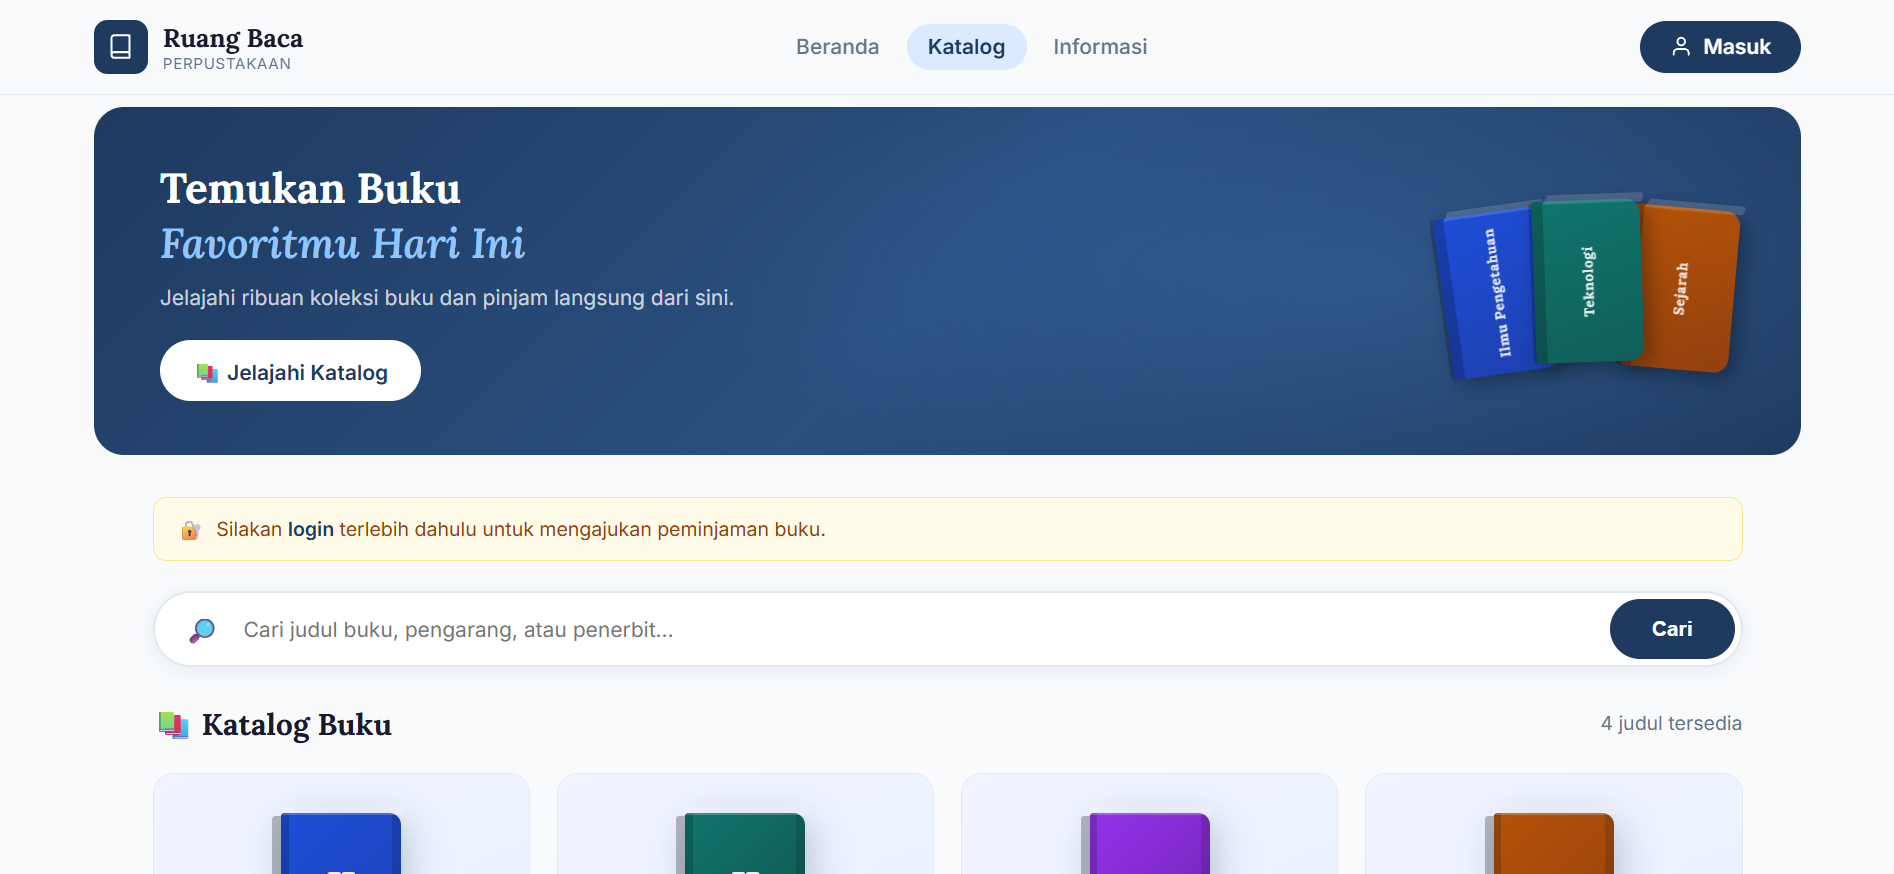 Ruang Baca
PERPUSTAKAAN
Beranda
Katalog
Informasi
Masuk
Temukan Buku
Favoritmu Hari Ini
Jelajahi ribuan koleksi buku dan pinjam langsung dari sini.
Jelajahi Katalog
Ilmu Pengetahuan
Teknologi
Sejarah
Silakan login terlebih dahulu untuk mengajukan peminjaman buku.
Cari judul buku, pengarang, atau penerbit...
Cari
Katalog Buku
4 judul tersedia